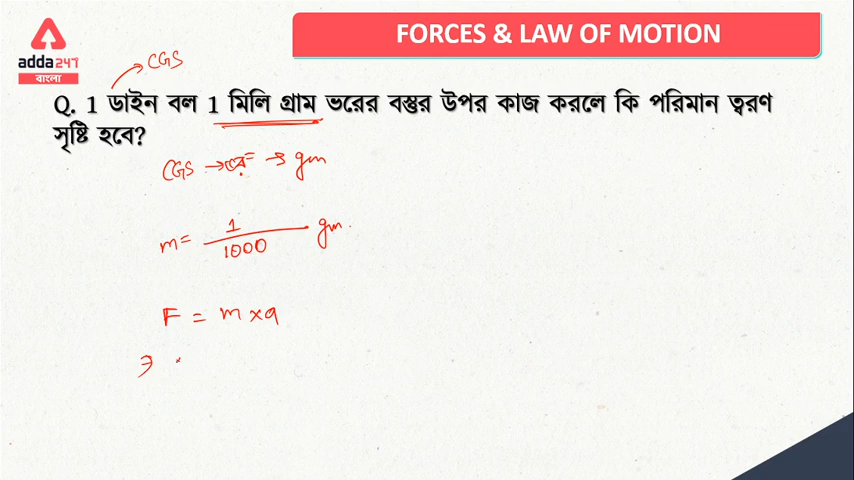 FORCES & LAW OF MOTION
adda247
বাংলা
CGS
Q. 1 ডাইন বল 1 মিলি গ্রাম ভরের বস্তুর উপর কাজ করলে কি পরিমান ত্বরণ
সৃষ্টি হবে?
CGS → ভর → gm
m = 1/1000 gm.
F = m × a
⇒